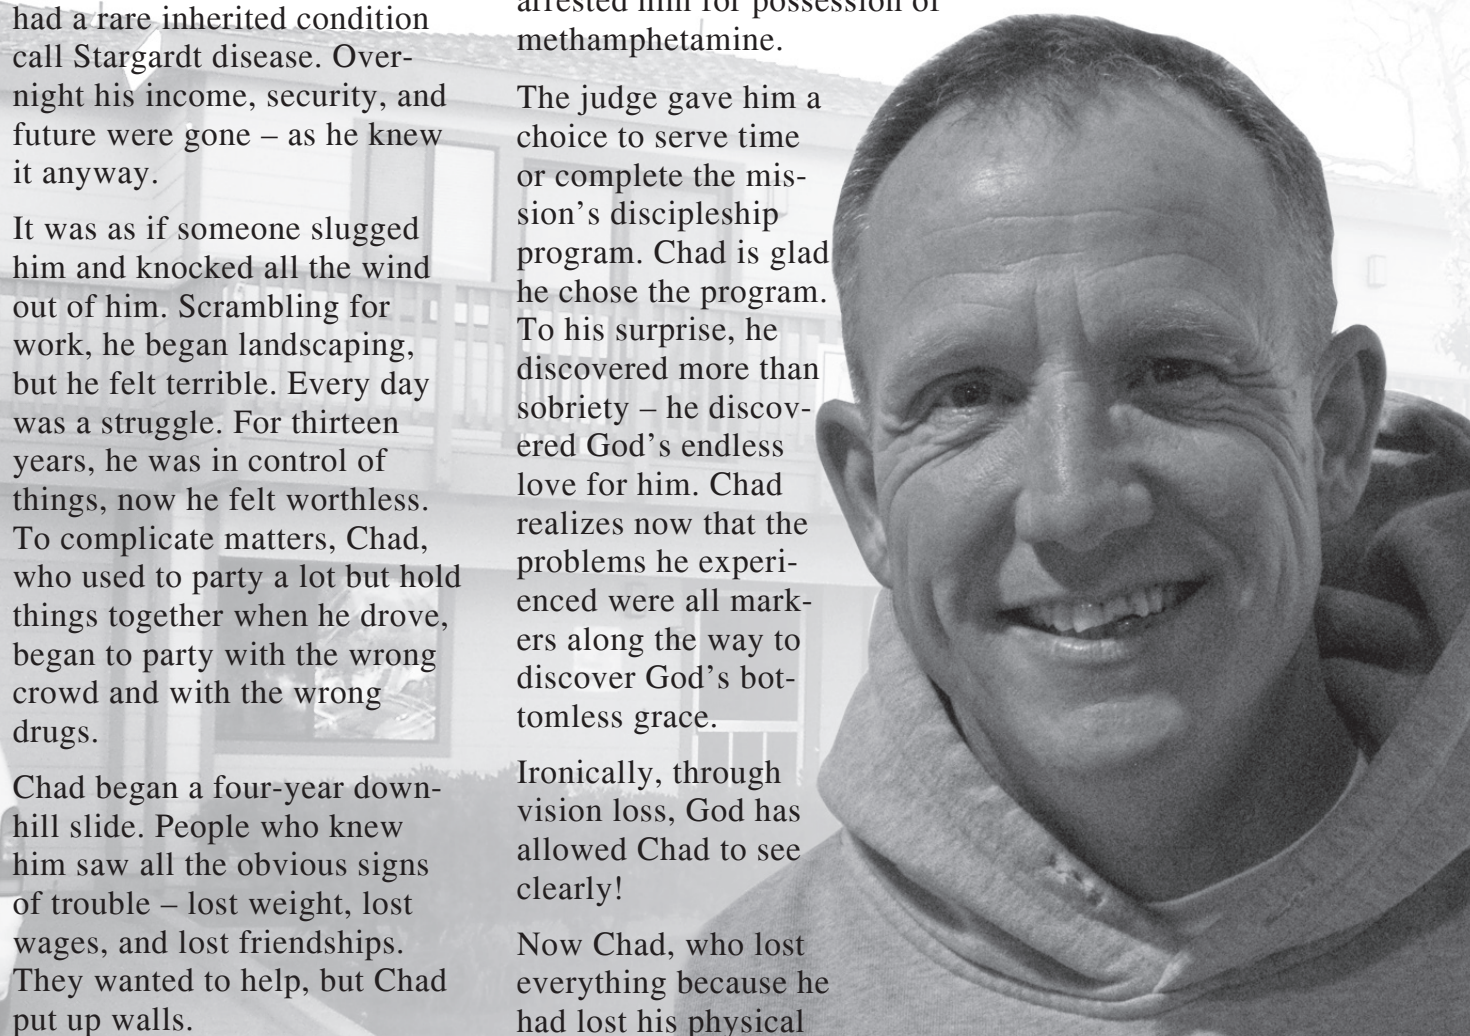 had a rare inherited condition
call Stargardt disease. Over-
night his income, security, and
future were gone – as he knew
it anyway.
It was as if someone slugged
him and knocked all the wind
out of him. Scrambling for
work, he began landscaping,
but he felt terrible. Every day
was a struggle. For thirteen
years, he was in control of
things, now he felt worthless.
To complicate matters, Chad,
who used to party a lot but hold
things together when he drove,
began to party with the wrong
crowd and with the wrong
drugs.
Chad began a four-year down-
hill slide. People who knew
him saw all the obvious signs
of trouble – lost weight, lost
wages, and lost friendships.
They wanted to help, but Chad
put up walls.
arrested him for possession of
methamphetamine.
The judge gave him a
choice to serve time
or complete the mis-
sion's discipleship
program. Chad is glad
he chose the program.
To his surprise, he
discovered more than
sobriety – he discov-
ered God's endless
love for him. Chad
realizes now that the
problems he experi-
enced were all mark-
ers along the way to
discover God's bot-
tomless grace.
Ironically, through
vision loss, God has
allowed Chad to see
clearly!
Now Chad, who lost
everything because he
had lost his physical